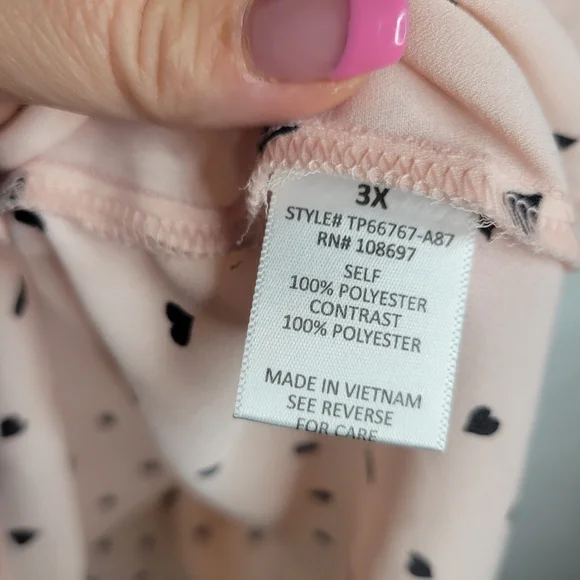 3X
STYLE# TP66767-A87
RN# 108697
SELF
100% POLYESTER
CONTRAST
100% POLYESTER
MADE IN VIETNAM
SEE REVERSE
FOR CARE